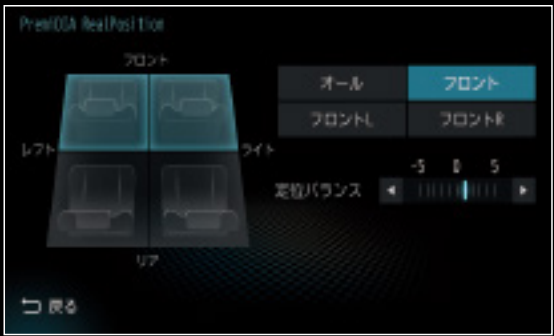 PremIDIA RealPosition
フロント
オール
フロント
フロントL
フロントR
レフト
ライト
-5 0 5
定位バランス
リア
戻る